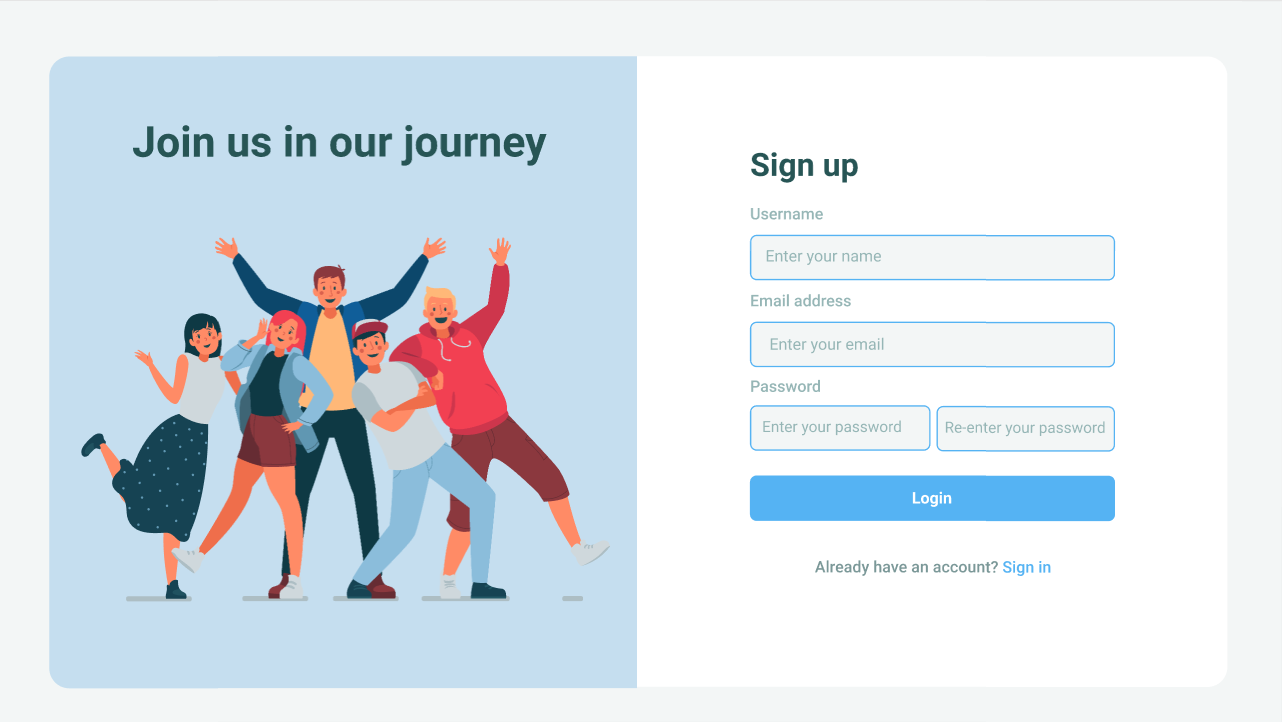 Join us in our journey
Sign up
Username
Enter your name
Email address
Enter your email
Password
Enter your password
Re-enter your password
Login
Already have an account? Sign in